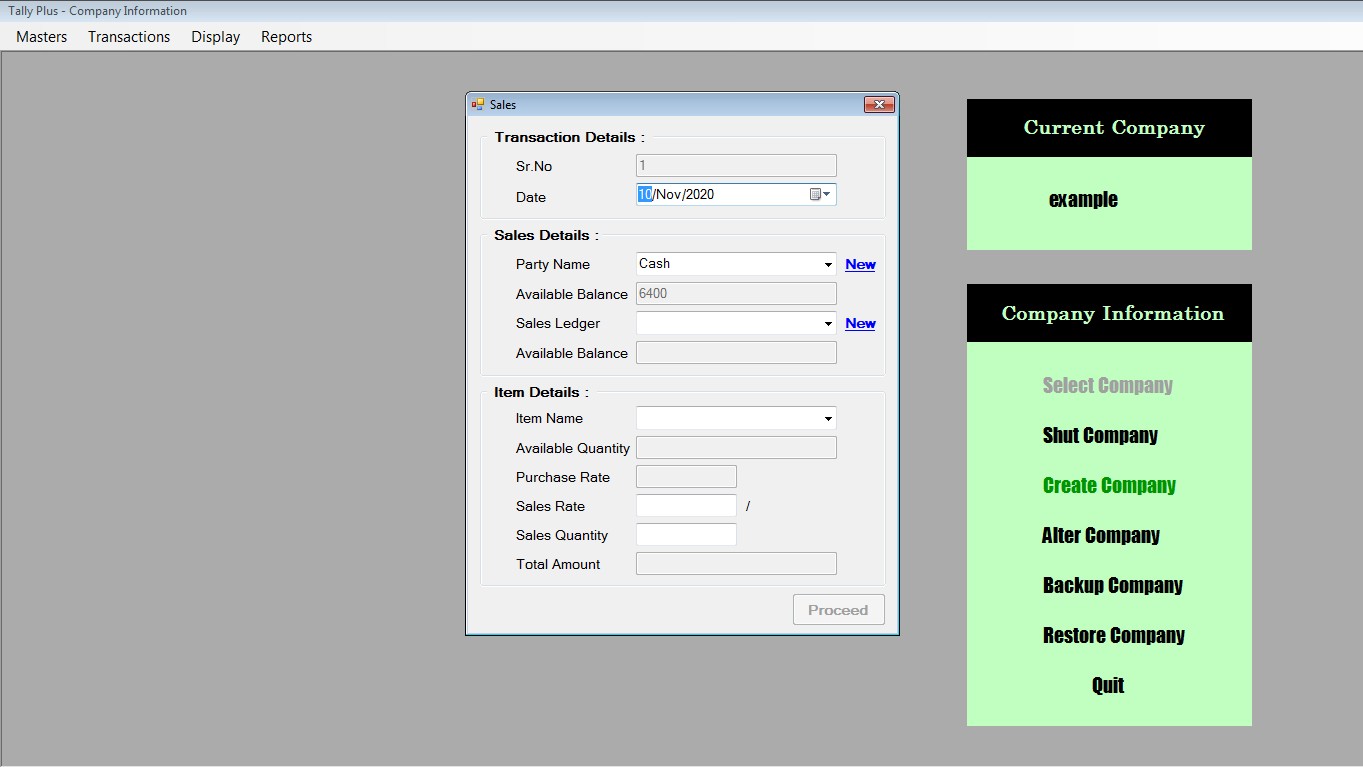 Tally Plus - Company Information
Masters Transactions Display Reports
Sales
Transaction Details :
Sr.No 1
Date 10/Nov/2020
Sales Details :
Party Name Cash New
Available Balance 6400
Sales Ledger New
Available Balance
Item Details :
Item Name
Available Quantity
Purchase Rate
Sales Rate /
Sales Quantity
Total Amount
Proceed
Current Company
example
Company Information
Select Company
Shut Company
Create Company
Alter Company
Backup Company
Restore Company
Quit